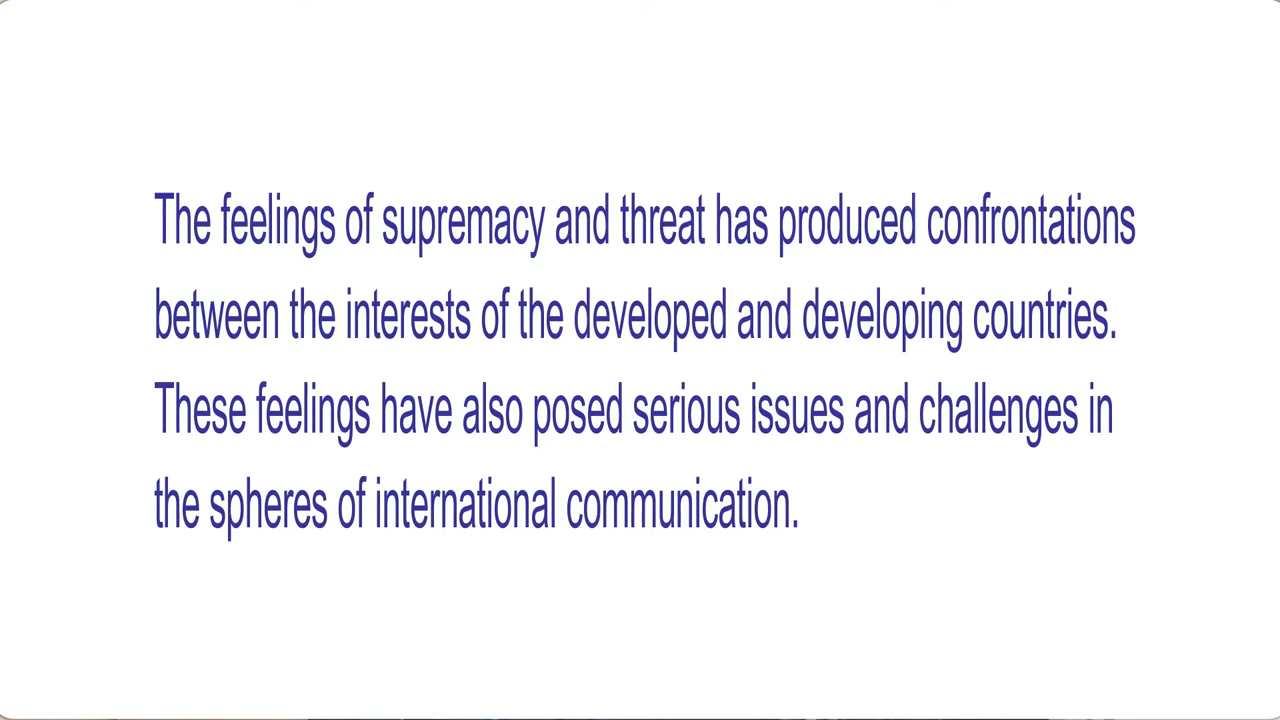 The feelings of supremacy and threat has produced confrontations
between the interests of the developed and developing countries.
These feelings have also posed serious issues and challenges in
the spheres of international communication.